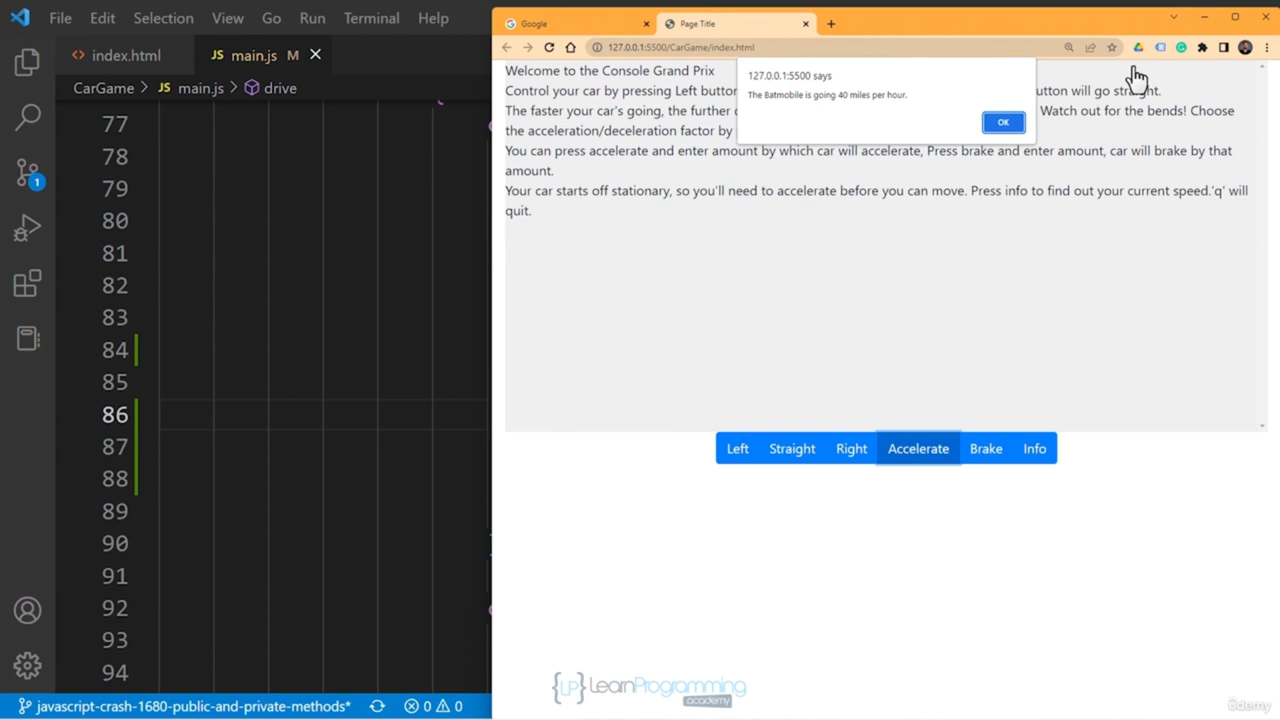 File Edit Selection View Go Run Terminal Help
index.html
JS main.js M
CarGame > JS main.js > drive
77
78
79
80
81
82
83
84
85
86
87
88
89
90
91
92
93
94
1
javascript-crash-1680-public-and-private-methods*
0 0
Google
Page Title
127.0.0.1:5500/CarGame/index.html
127.0.0.1:5500 says
The Batmobile is going 40 miles per hour.
OK
Welcome to the Console Grand Prix
Control your car by pressing Left button will go straight.
The faster your car's going, the further Watch out for the bends! Choose
the acceleration/deceleration factor by
You can press accelerate and enter amount by which car will accelerate, Press brake and enter amount, car will brake by that
amount.
Your car starts off stationary, so you'll need to accelerate before you can move. Press info to find out your current speed.'q' will
quit.
Left Straight Right Accelerate Brake Info
{LP} LearnProgramming
academy
ûdemy